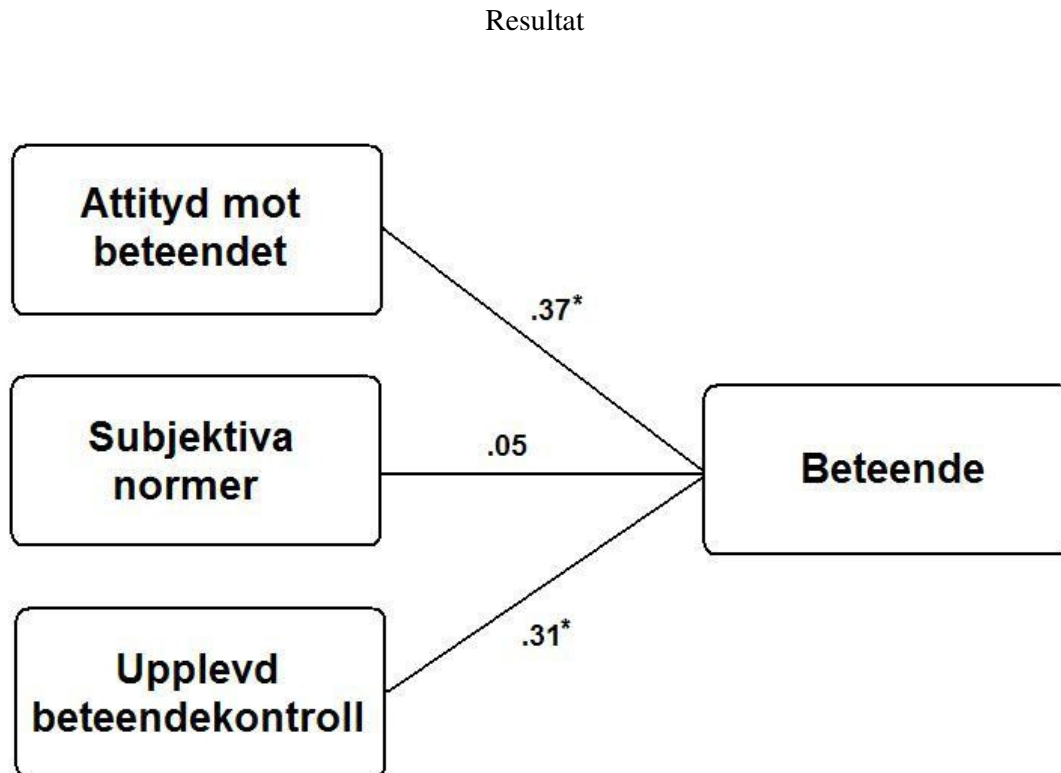 Resultat
Attityd mot
beteendet
.37*
Subjektiva
normer
.05
Beteende
.31*
Upplevd
beteendekontroll